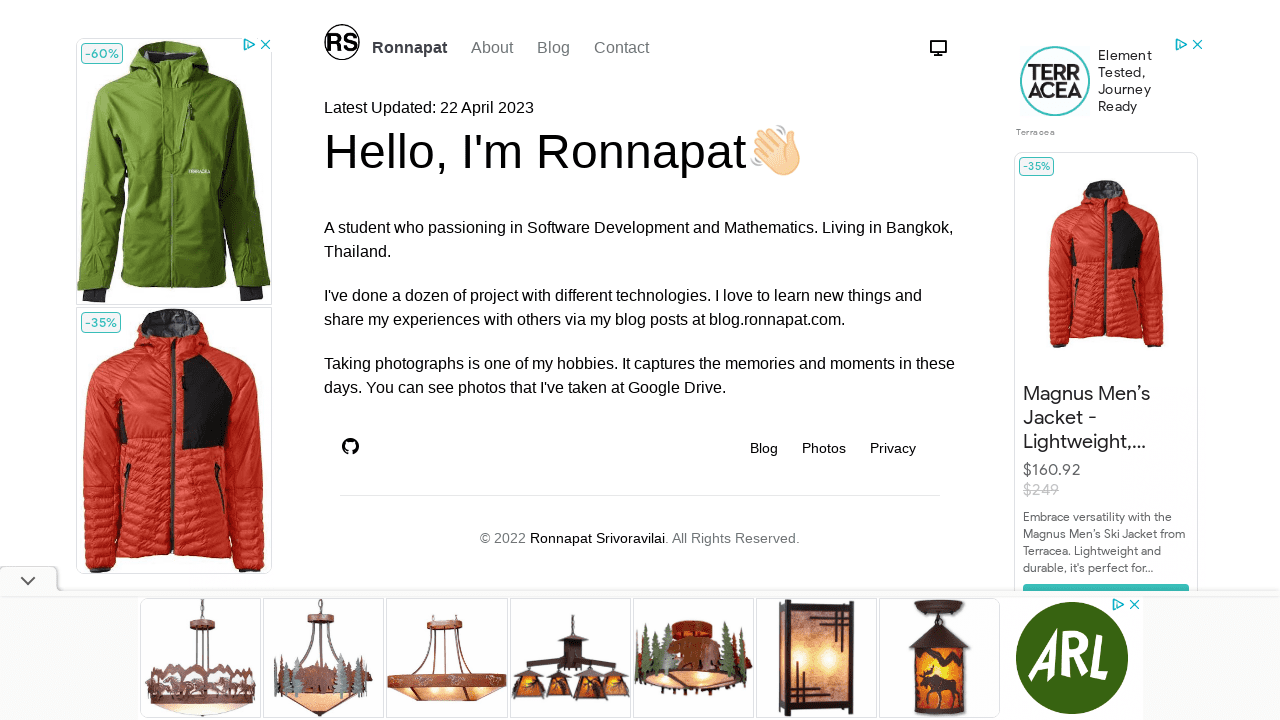 RS
Ronnapat
About
Blog
Contact
Latest Updated: 22 April 2023
Hello, I'm Ronnapat
A student who passioning in Software Development and Mathematics. Living in Bangkok,
Thailand.
I've done a dozen of project with different technologies. I love to learn new things and
share my experiences with others via my blog posts at blog.ronnapat.com.
Taking photographs is one of my hobbies. It captures the memories and moments in these
days. You can see photos that I've taken at Google Drive.
Blog
Photos
Privacy
© 2022 Ronnapat Srivoravilai. All Rights Reserved.
-60%
-35%
TERR
ACEA
Element
Tested,
Journey
Ready
Terracea
-35%
Magnus Men's
Jacket -
Lightweight,...
$160.92
$249
Embrace versatility with the
Magnus Men's Ski Jacket from
Terracea. Lightweight and
durable, it's perfect for...
ARL